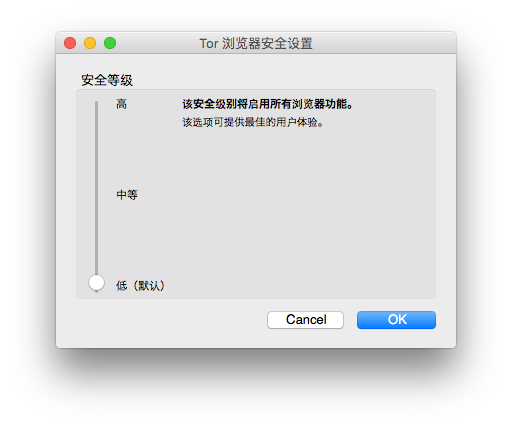 Tor 浏览器安全设置
安全等级
高
该安全级别将启用所有浏览器功能。
该选项可提供最佳的用户体验。
中等
低（默认）
Cancel
OK